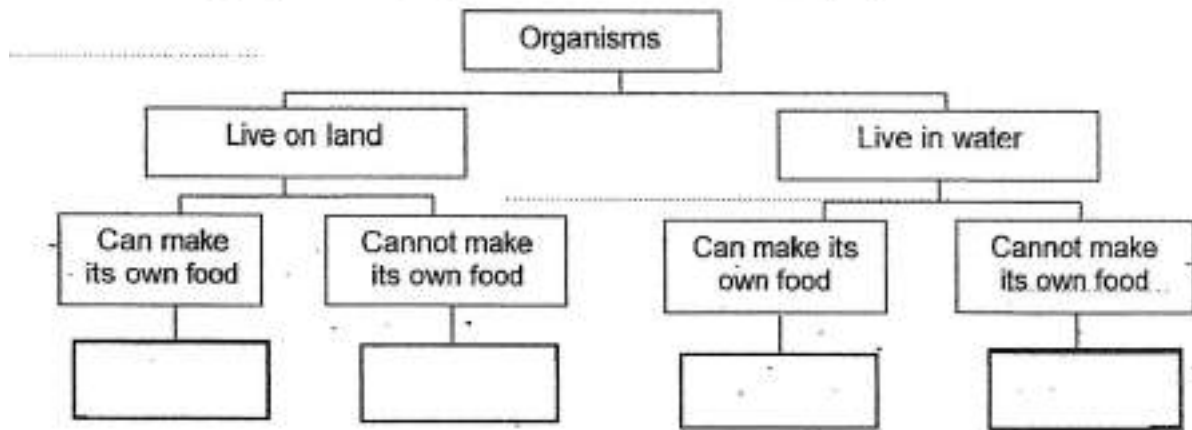 Organisms
Live on land
Live in water
Can make
its own food
Cannot make
its own food
Can make its
own food
Cannot make
its own food